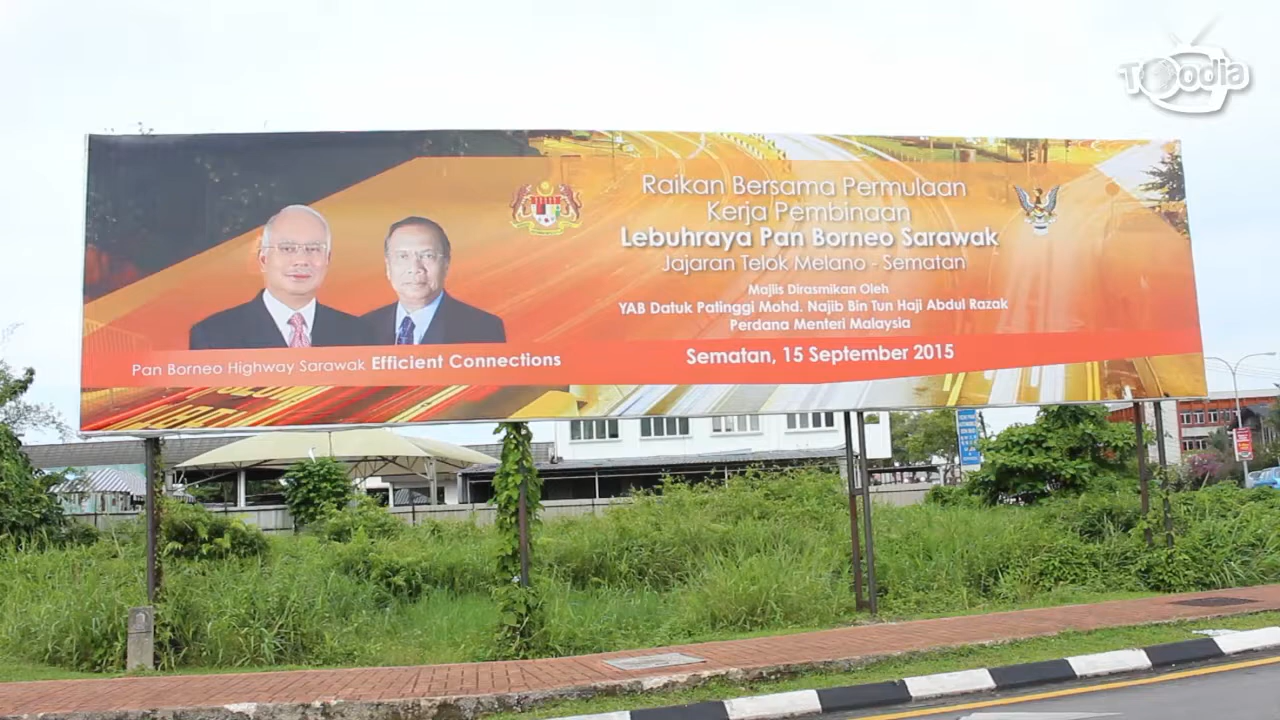 Toodia
Raikan Bersama Permulaan
Kerja Pembinaan
Lebuhraya Pan Borneo Sarawak
Jajaran Telok Melano - Sematan
Majlis Dirasmikan Oleh
YAB Datuk Patinggi Mohd. Najib Bin Tun Haji Abdul Razak
Perdana Menteri Malaysia
Pan Borneo Highway Sarawak Efficient Connections
Sematan, 15 September 2015